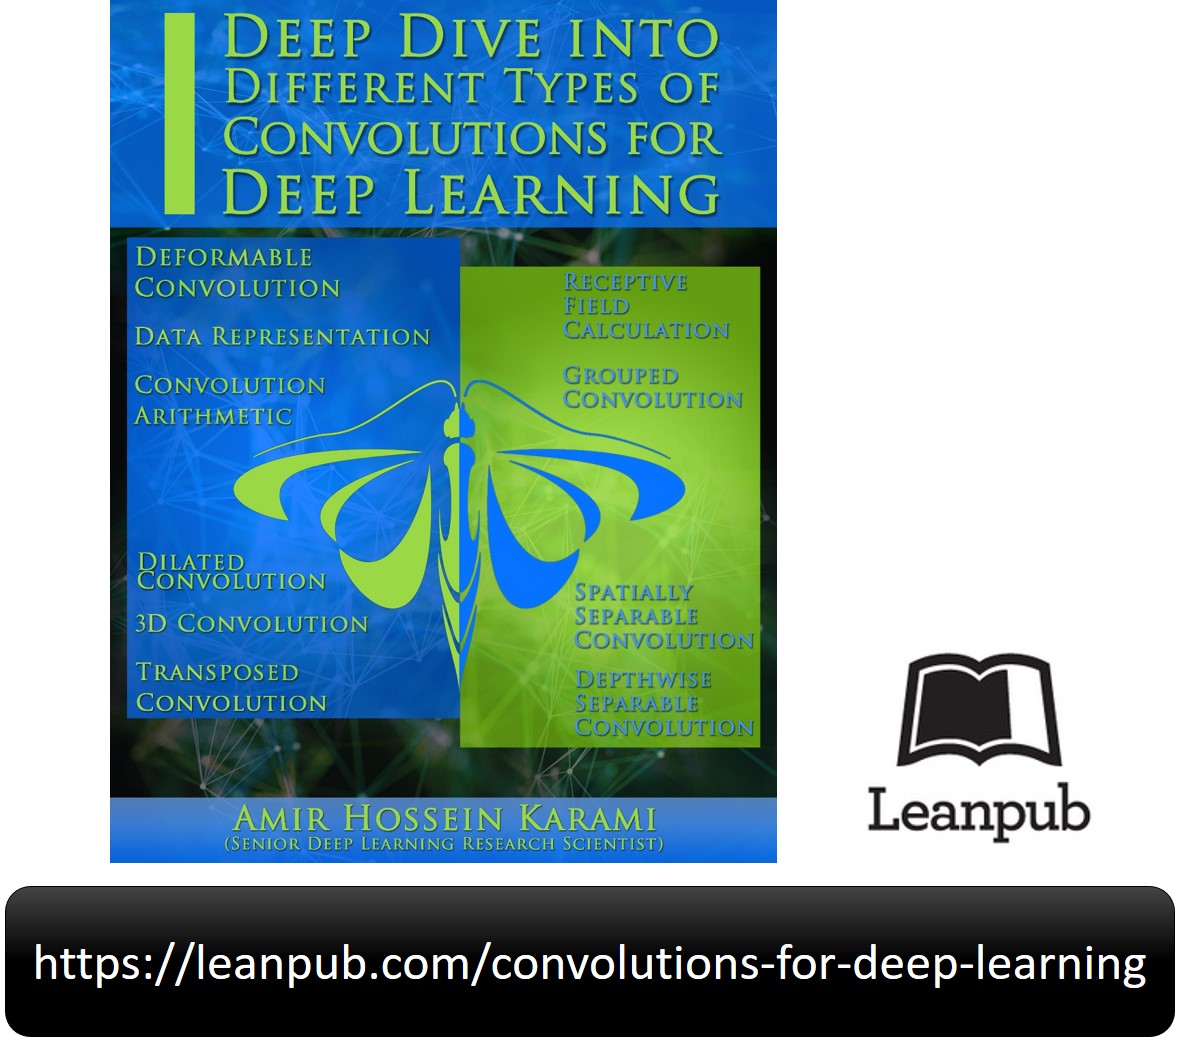 DEEP DIVE INTO
DIFFERENT TYPES OF
CONVOLUTIONS FOR
DEEP LEARNING
DEFORMABLE
CONVOLUTION
DATA REPRESENTATION
CONVOLUTION
ARITHMETIC
DILATED
CONVOLUTION
3D CONVOLUTION
TRANSPOSED
CONVOLUTION
RECEPTIVE
FIELD
CALCULATION
GROUPED
CONVOLUTION
SPATIALLY
SEPARABLE
CONVOLUTION
DEPTHWISE
SEPARABLE
CONVOLUTION
AMIR HOSSEIN KARAMI
(SENIOR DEEP LEARNING RESEARCH SCIENTIST)
Leanpub
https://leanpub.com/convolutions-for-deep-learning